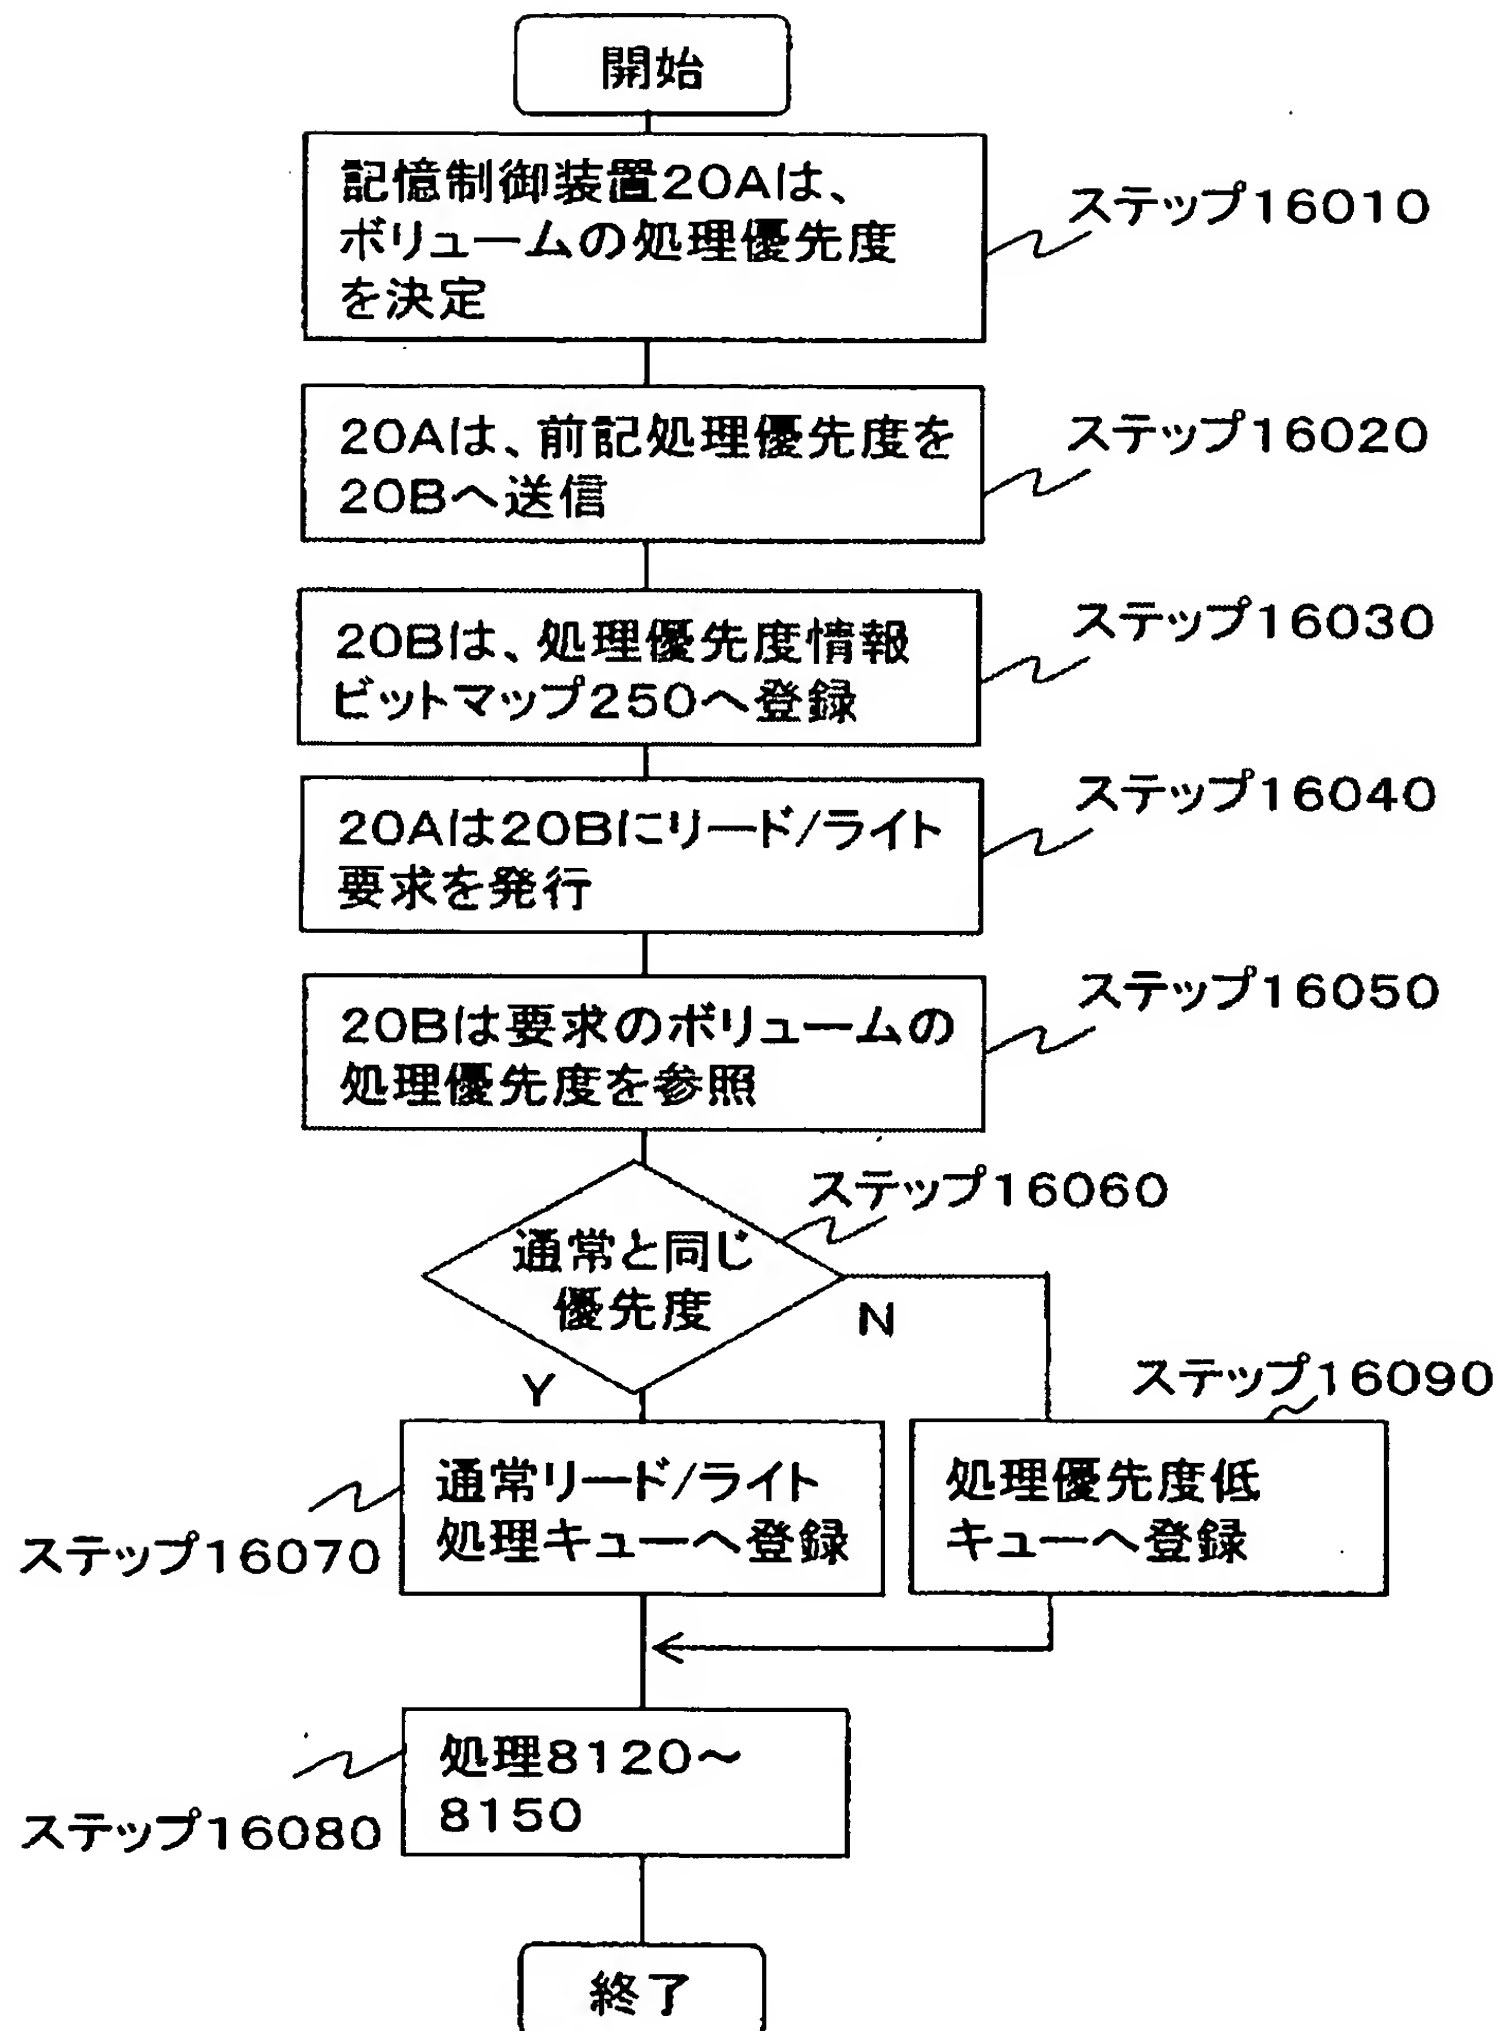 開始
記憶制御装置20Aは、
ボリュームの処理優先度
を決定
ステップ16010
20Aは、前記処理優先度を
20Bへ送信
ステップ16020
20Bは、処理優先度情報
ビットマップ250へ登録
ステップ16030
20Aは20Bにリード/ライト
要求を発行
ステップ16040
20Bは要求のボリュームの
処理優先度を参照
ステップ16050
通常と同じ
優先度
ステップ16060
N
Y
ステップ16090
通常リード/ライト
処理キューへ登録
ステップ16070
処理優先度低
キューへ登録
処理8120～
8150
ステップ16080
終了